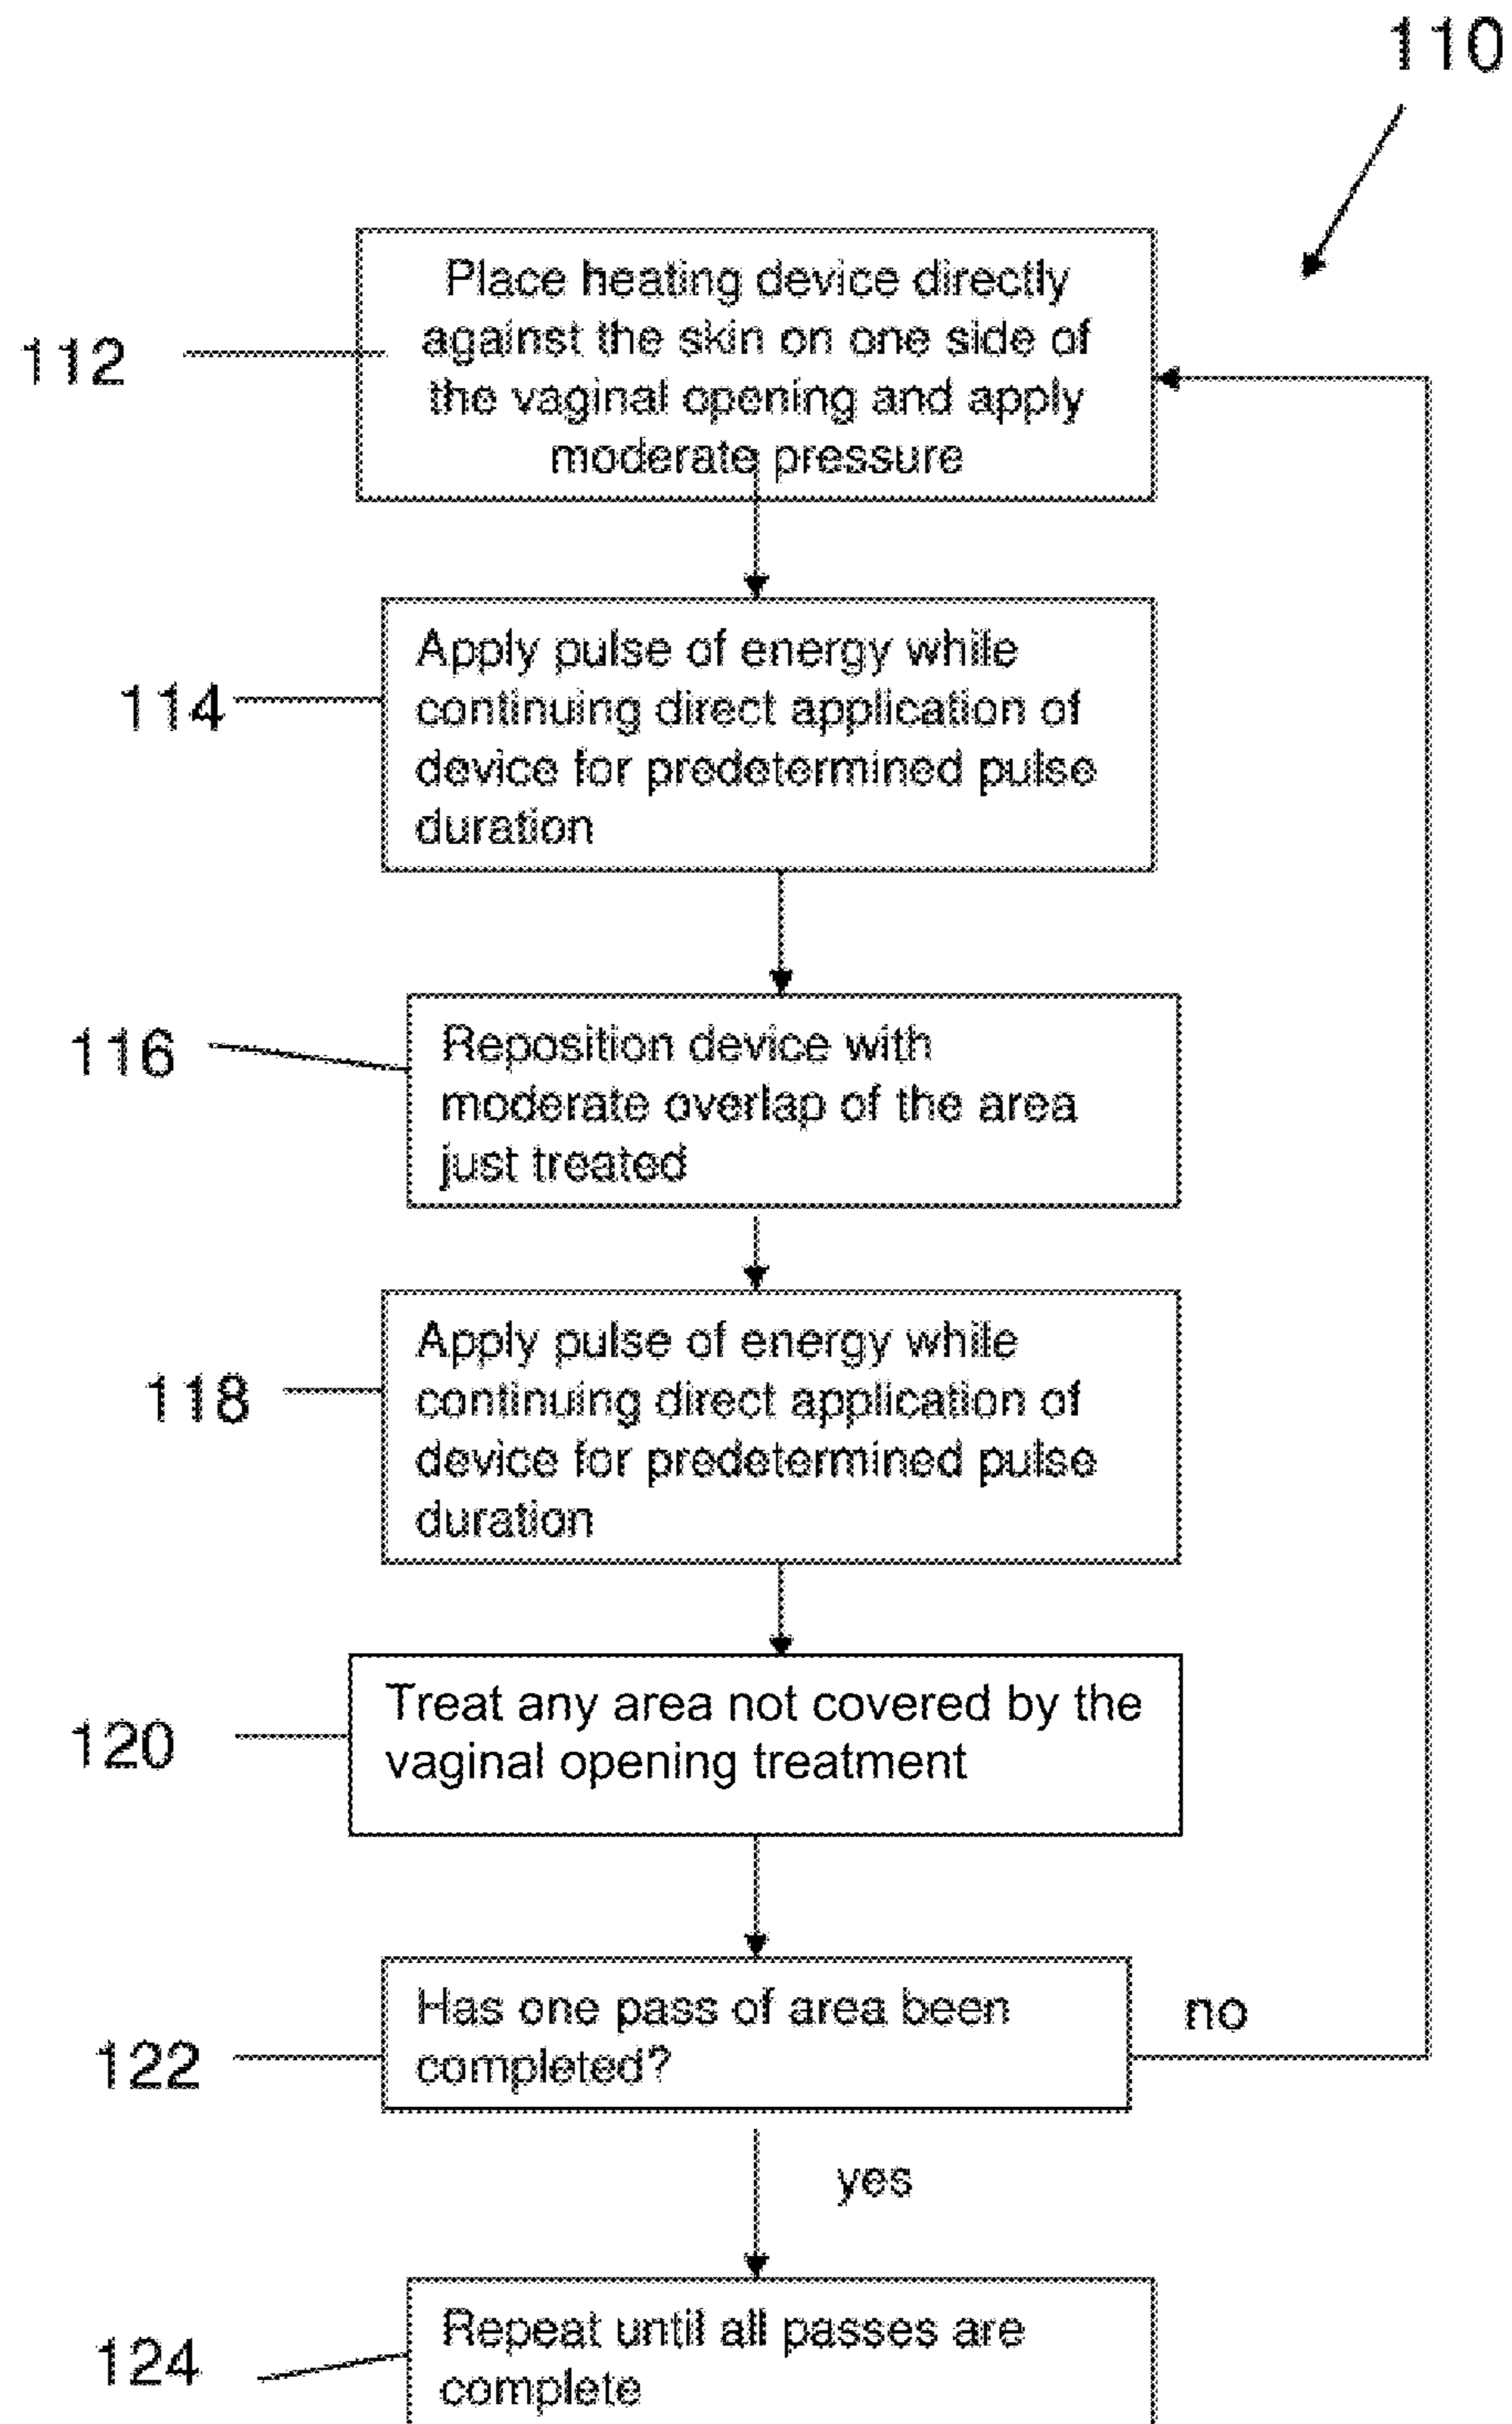 110
112
Place heating device directly
against the skin on one side of
the vaginal opening and apply
moderate pressure
114
Apply pulse of energy while
continuing direct application of
device for predetermined pulse
duration
116
Reposition device with
moderate overlap of the area
just treated
118
Apply pulse of energy while
continuing direct application of
device for predetermined pulse
duration
120
Treat any area not covered by the
vaginal opening treatment
122
Has one pass of area been
completed?
no
yes
124
Repeat until all passes are
complete